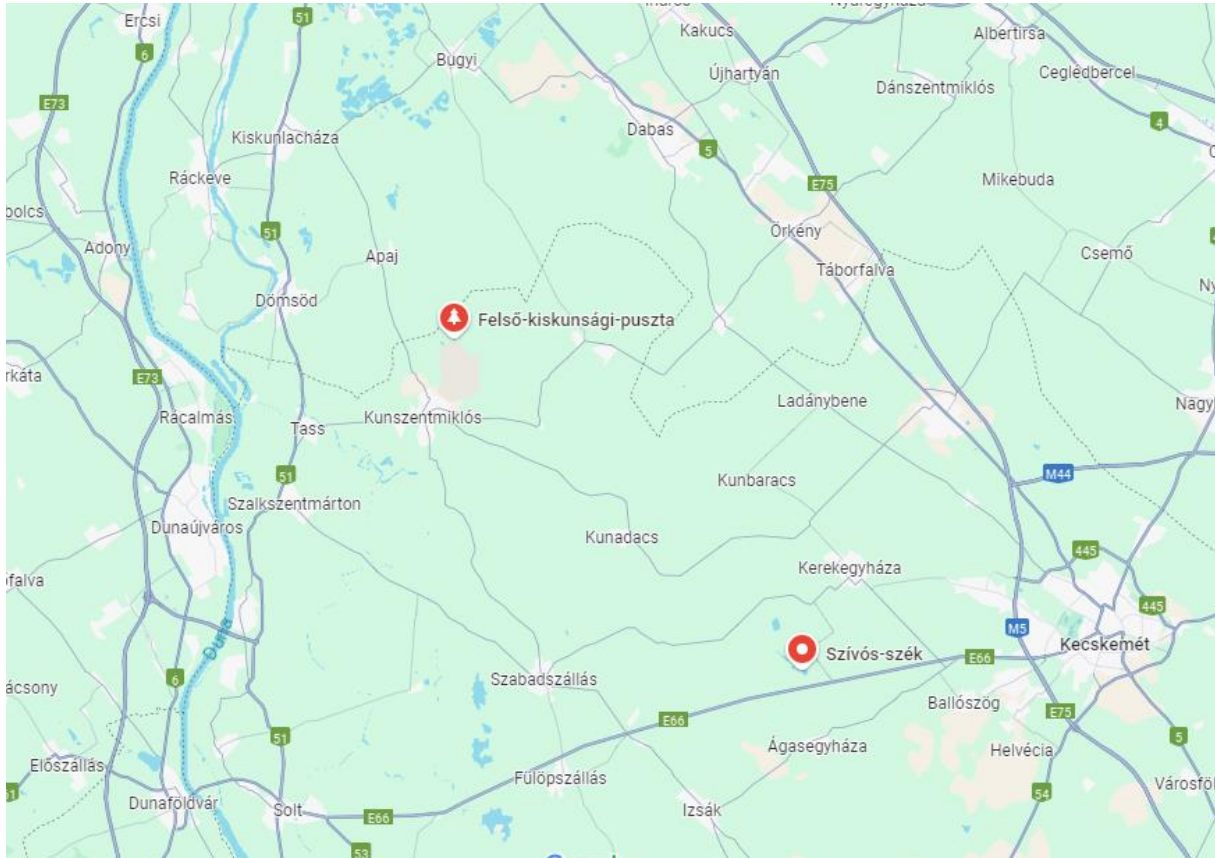 Ercsi
51
Kakucs
Albertirsa
6
Bugyi
Újhartyán
Ceglédbercel
Dánszentmiklós
E73
Kiskunlacháza
Dabas
5
4
Ráckeve
E75
Mikebuda
51
Örkény
Adony
Apaj
Csemő
Táborfalva
Dömsöd
Felső-kiskunsági-puszta
E73
Ladánybene
Rácalmás
Tass
Kunszentmiklós
51
Kunbaracs
M44
Szalkszentmárton
Dunaújváros
Kunadacs
445
Kerekegyháza
445
Duna
M5
Kecskemét
Szívós-szék
E66
6
Szabadszállás
Ballószög
E66
E75
51
Ágasegyháza
Helvécia
5
Előszállás
Fülöpszállás
54
Dunaföldvár
Solt
E66
Izsák
53